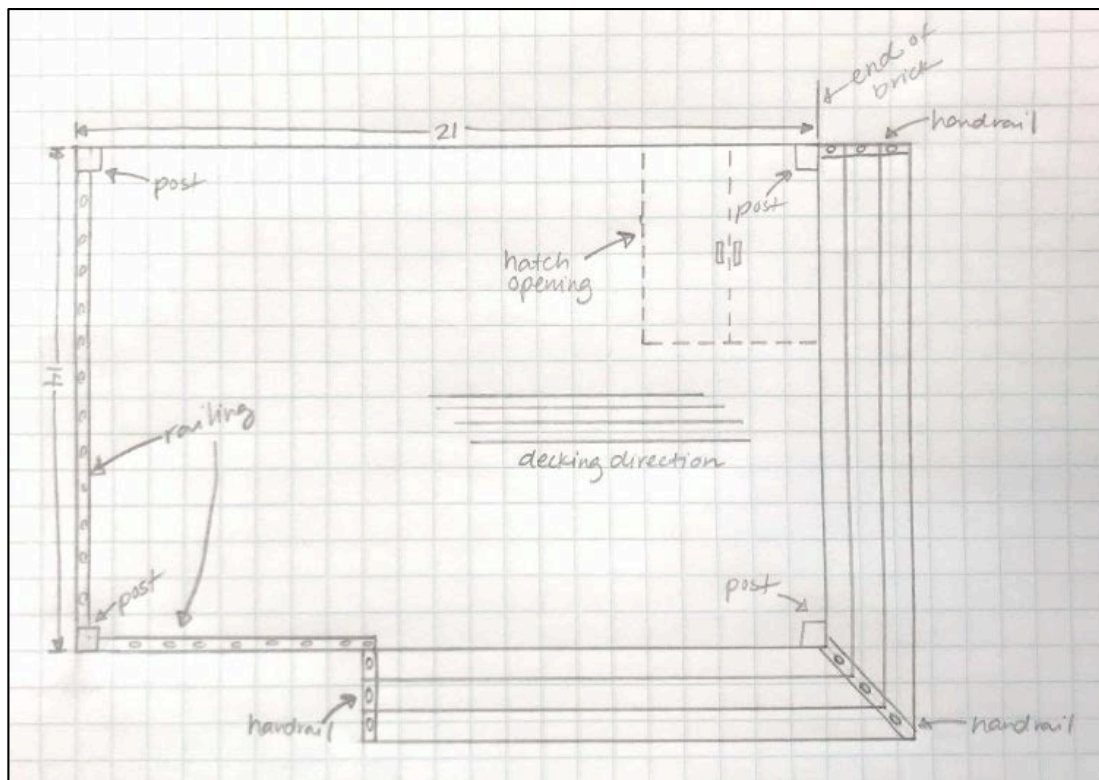 end of
brick
21
handrail
post
post
hatch
opening
14
railing
decking direction
post
post
handrail
handrail